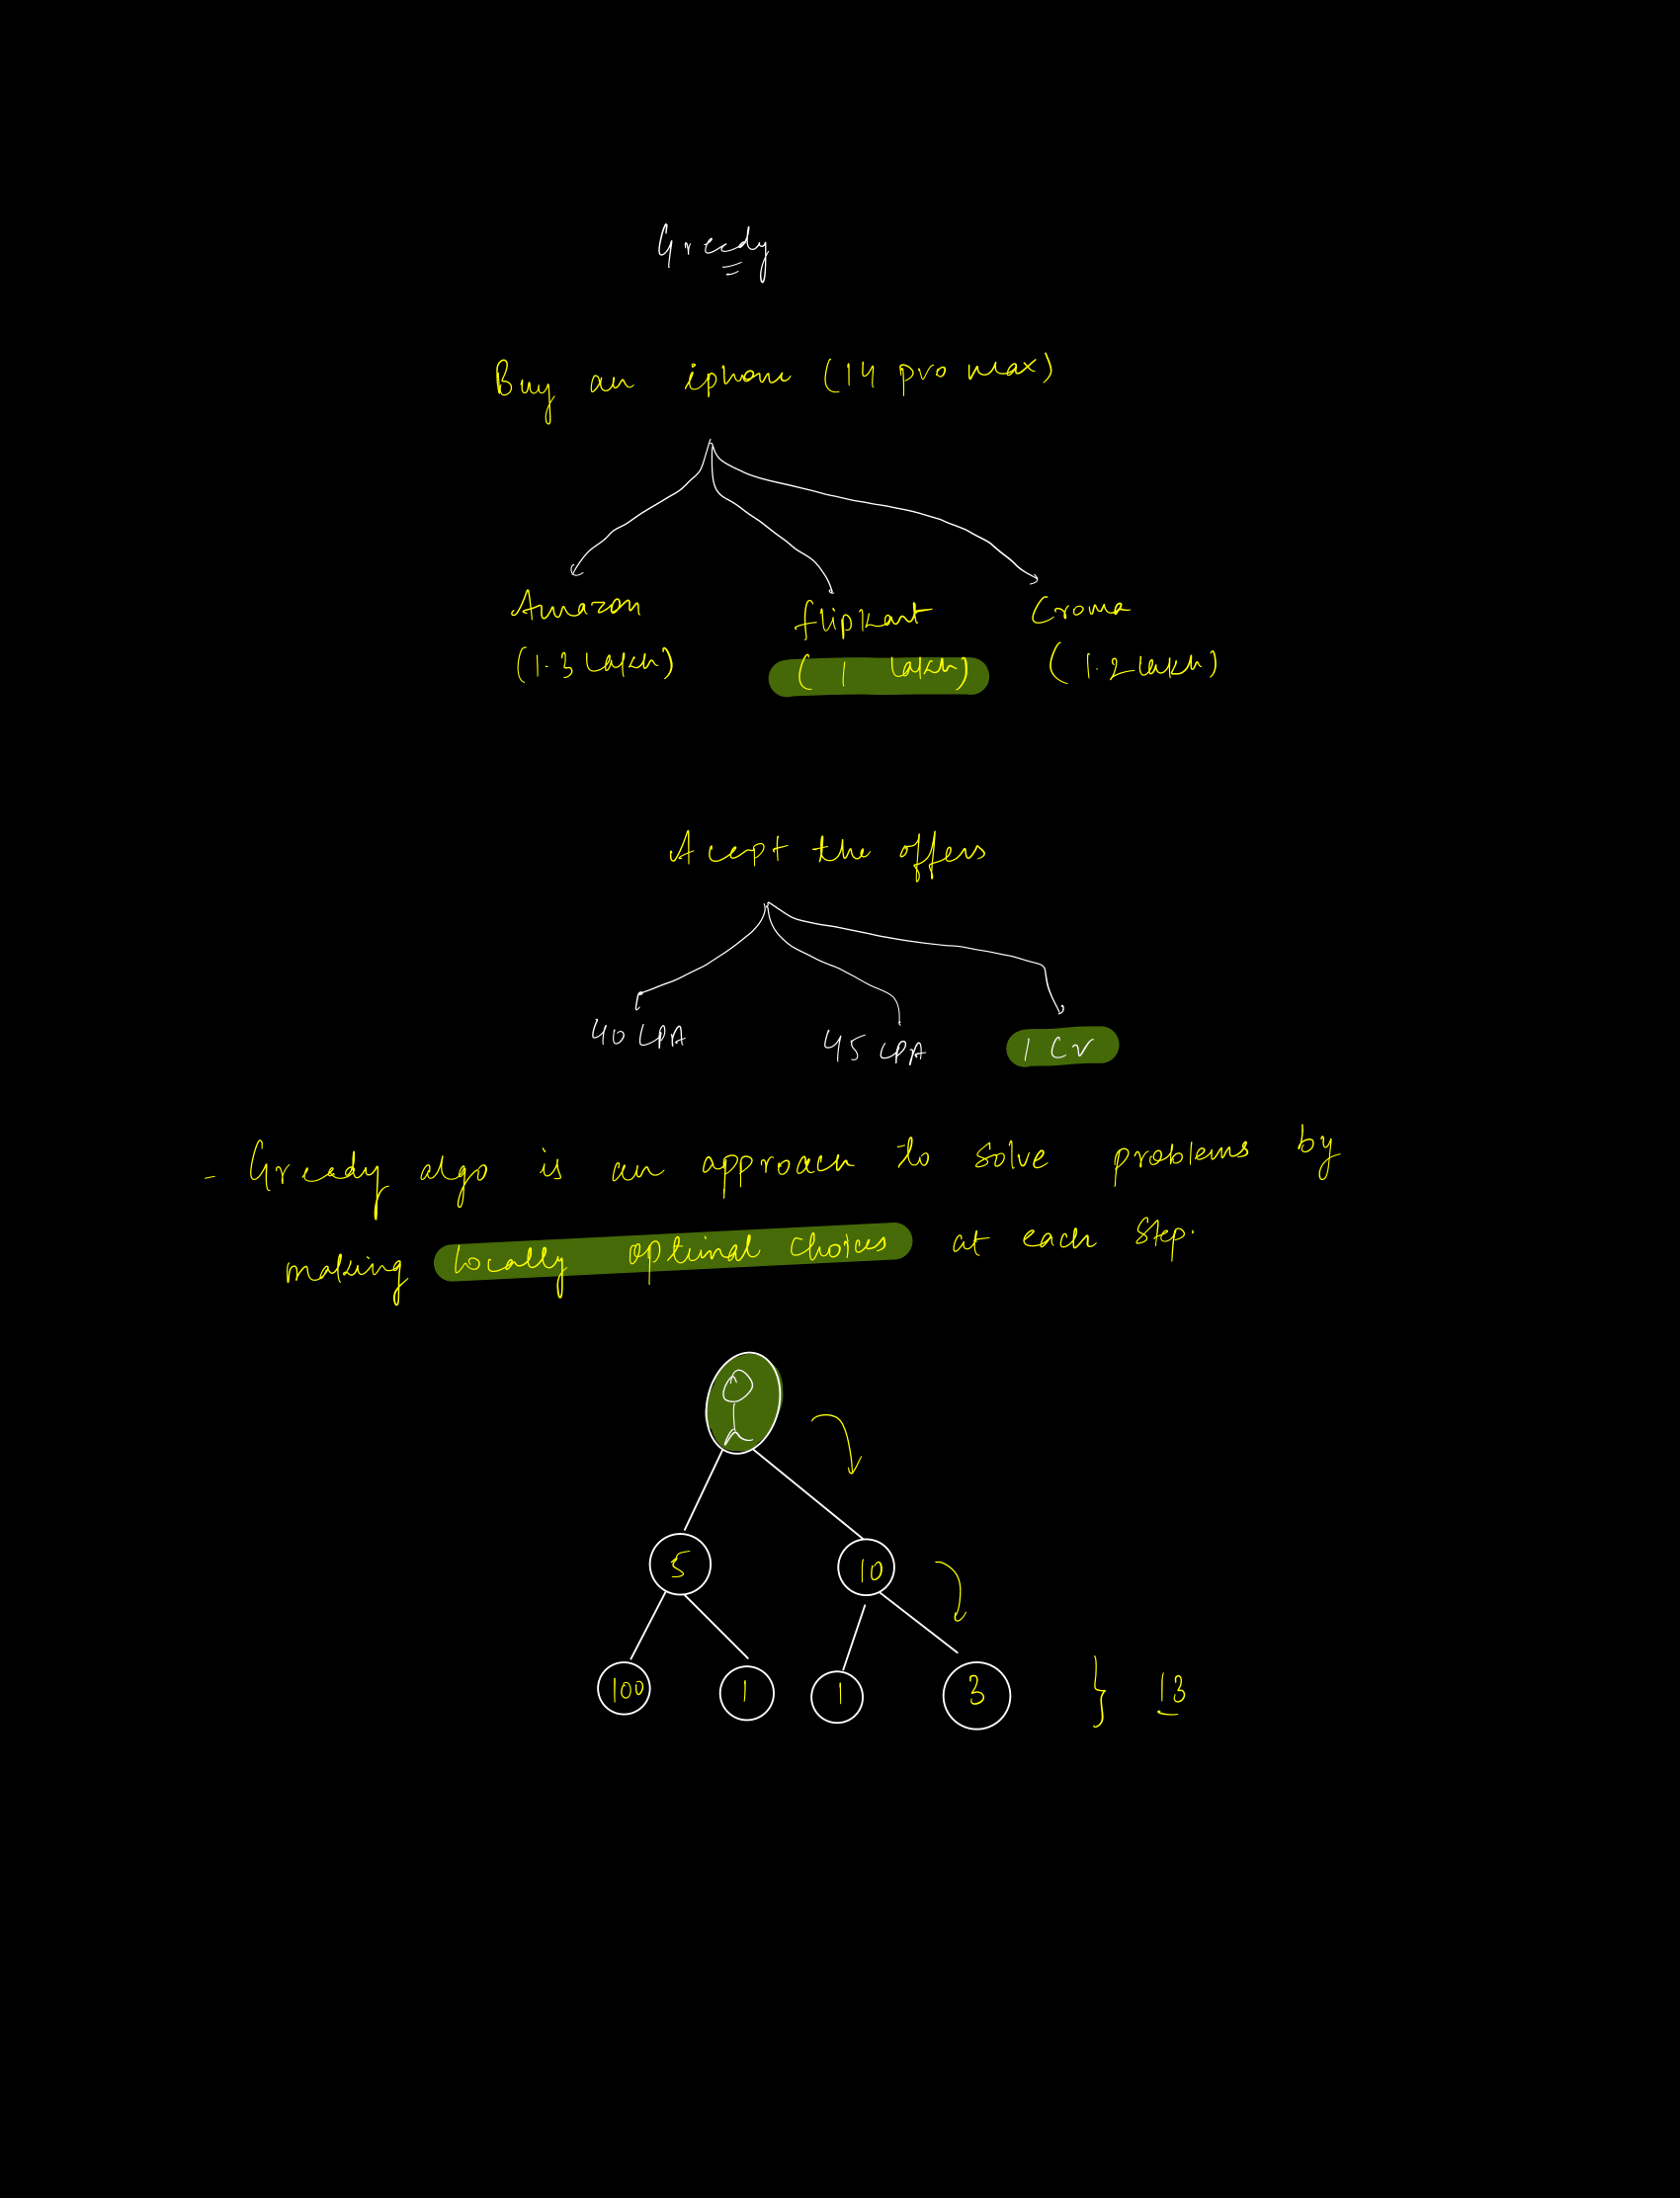 Greedy
Buy an iphone (14 pro max)
Amazon flipkart Croma
(1.3 lakh) (1 lakh) (1.2 lakh)
Accept the offers
40 LPA 45 LPA 1 Cr
- Greedy algo is an approach to solve problems by
making locally optimal choices at each step.
5 10
100 1 1 3 } 13